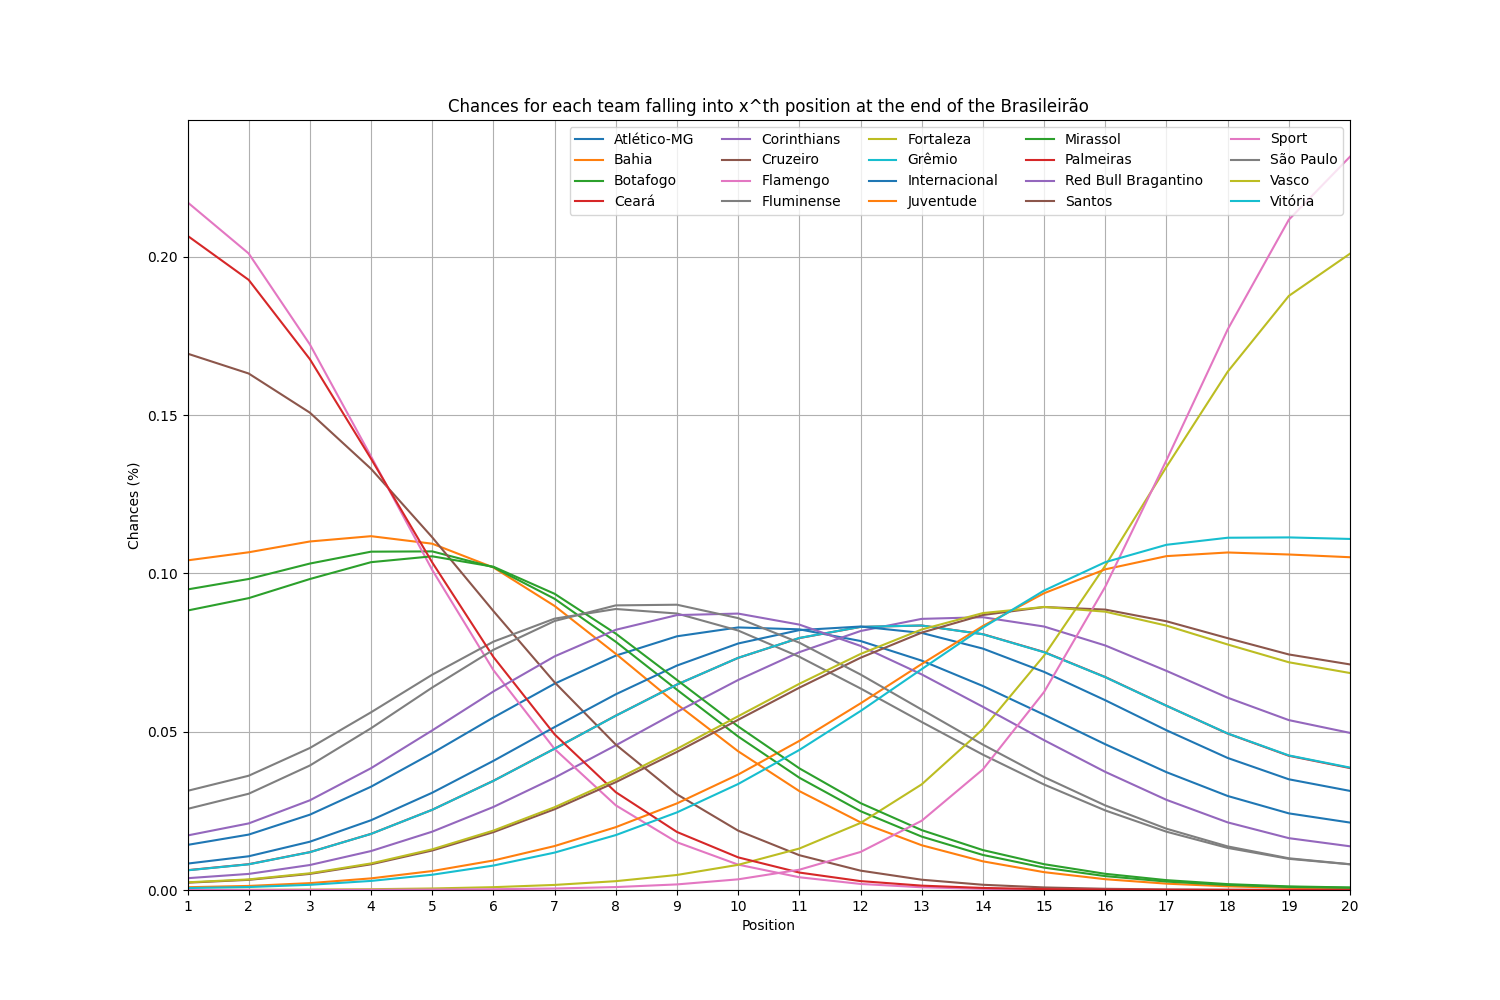 Chances for each team falling into x^th position at the end of the Brasileirão
Atlético-MG
Bahia
Botafogo
Ceará
Corinthians
Cruzeiro
Flamengo
Fluminense
Fortaleza
Grêmio
Internacional
Juventude
Mirassol
Palmeiras
Red Bull Bragantino
Santos
Sport
São Paulo
Vasco
Vitória
Chances (%)
0.20
0.15
0.10
0.05
0.00
1 2 3 4 5 6 7 8 9 10 11 12 13 14 15 16 17 18 19 20
Position